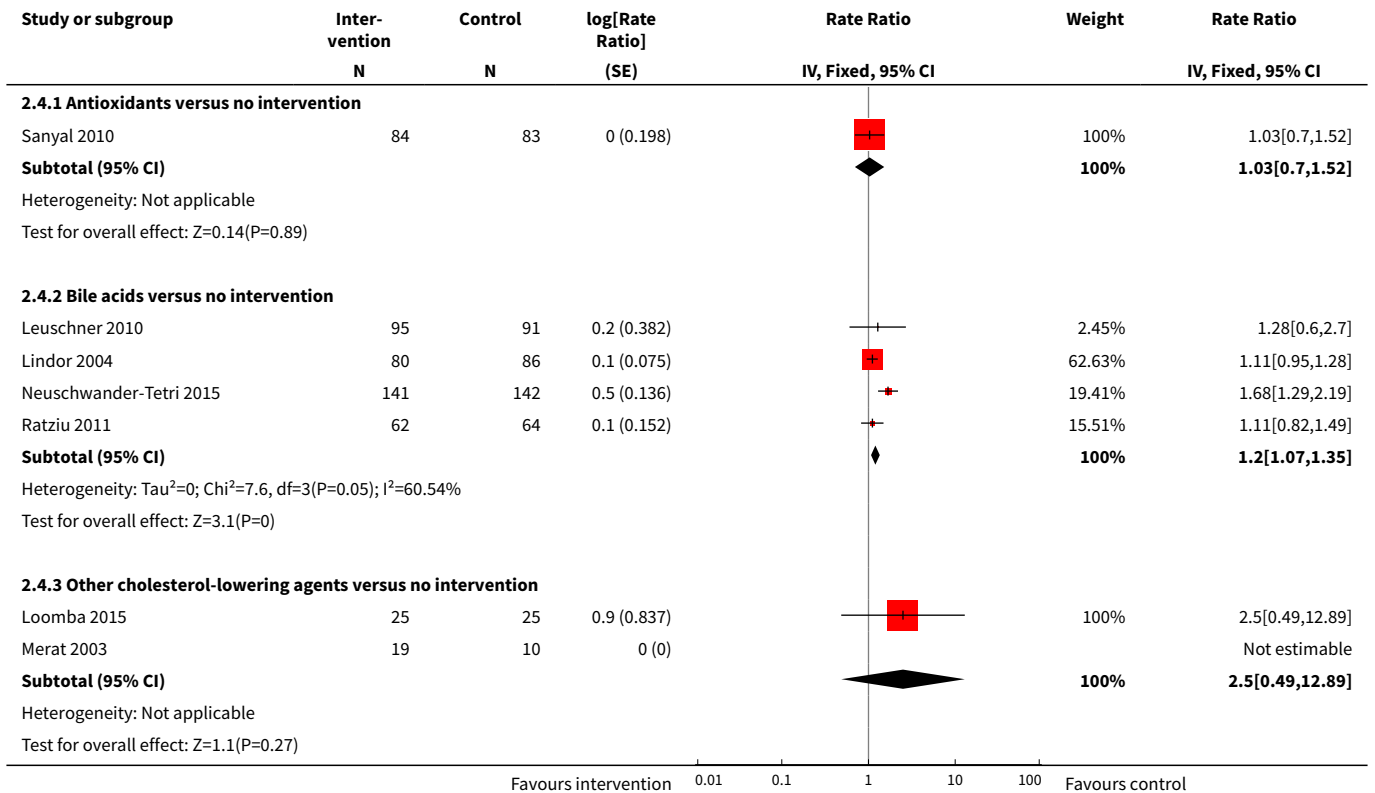 Study or subgroup Inter-vention Control log[Rate Ratio] Rate Ratio Weight Rate Ratio
N N (SE) IV, Fixed, 95% CI IV, Fixed, 95% CI
2.4.1 Antioxidants versus no intervention
Sanyal 2010 84 83 0 (0.198) 100% 1.03[0.7,1.52]
Subtotal (95% CI) 100% 1.03[0.7,1.52]
Heterogeneity: Not applicable
Test for overall effect: Z=0.14(P=0.89)
2.4.2 Bile acids versus no intervention
Leuschner 2010 95 91 0.2 (0.382) 2.45% 1.28[0.6,2.7]
Lindor 2004 80 86 0.1 (0.075) 62.63% 1.11[0.95,1.28]
Neuschwander-Tetri 2015 141 142 0.5 (0.136) 19.41% 1.68[1.29,2.19]
Ratziu 2011 62 64 0.1 (0.152) 15.51% 1.11[0.82,1.49]
Subtotal (95% CI) 100% 1.2[1.07,1.35]
Heterogeneity: Tau²=0; Chi²=7.6, df=3(P=0.05); I²=60.54%
Test for overall effect: Z=3.1(P=0)
2.4.3 Other cholesterol-lowering agents versus no intervention
Loomba 2015 25 25 0.9 (0.837) 100% 2.5[0.49,12.89]
Merat 2003 19 10 0 (0) Not estimable
Subtotal (95% CI) 100% 2.5[0.49,12.89]
Heterogeneity: Not applicable
Test for overall effect: Z=1.1(P=0.27)
Favours intervention 0.01 0.1 1 10 100 Favours control